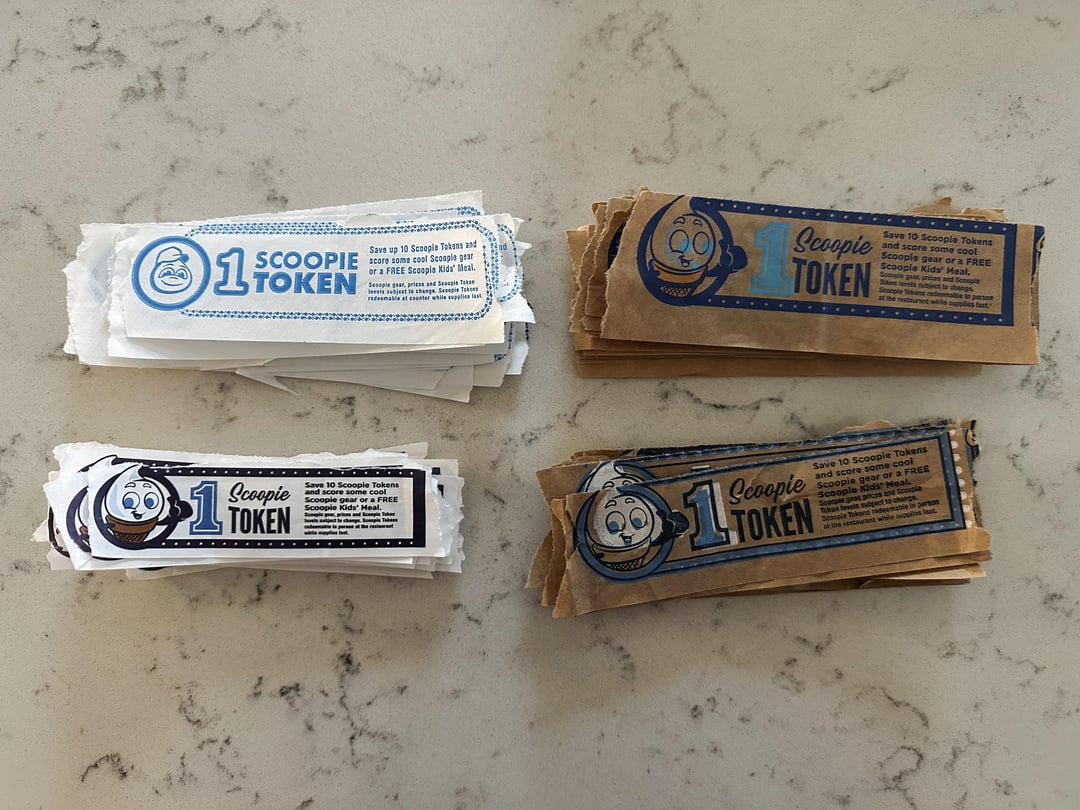 1 SCOOPIE
TOKEN
Save up 10 Scoopie Tokens and
score some cool Scoopie gear
or a FREE Scoopie Kids' Meal.
Scoopie gear, prices and Scoopie Token
levels subject to change. Scoopie Tokens
redeemable at counter while supplies last.
1 Scoopie
TOKEN
Save 10 Scoopie Tokens
and score some cool
Scoopie gear or a FREE
Scoopie Kids' Meal.
Scoopie gear, prices and Scoopie
Token levels subject to change.
Scoopie Tokens redeemable in person
at the restaurant while supplies last.
1 Scoopie
TOKEN
Save 10 Scoopie Tokens
and score some cool
Scoopie gear or a FREE
Scoopie Kids' Meal.
Scoopie gear, prices and Scoopie Token
levels subject to change. Scoopie Tokens
redeemable in person at the restaurant
while supplies last.
1 Scoopie
TOKEN
Save 10 Scoopie Tokens
and score some cool
Scoopie gear or a FREE
Scoopie Kids' Meal.
Scoopie gear, prices and Scoopie
Token levels subject to change.
Scoopie Tokens redeemable in person
at the restaurant while supplies last.